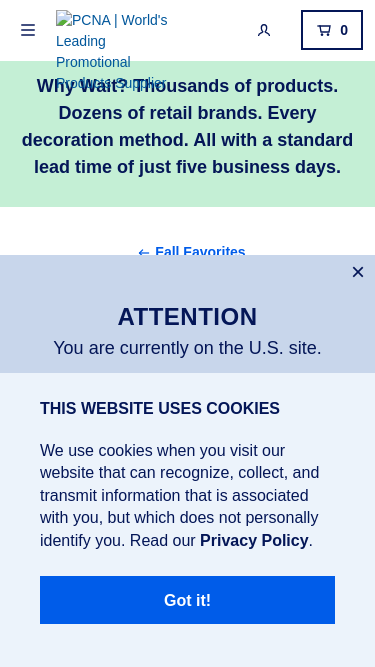 PCNA | World's
Leading
Promotional
Products Supplier
0
Why Wait? Thousands of products.
Dozens of retail brands. Every
decoration method. All with a standard
lead time of just five business days.
← Fall Favorites
×
ATTENTION
You are currently on the U.S. site.
THIS WEBSITE USES COOKIES
We use cookies when you visit our
website that can recognize, collect, and
transmit information that is associated
with you, but which does not personally
identify you. Read our Privacy Policy.
Got it!